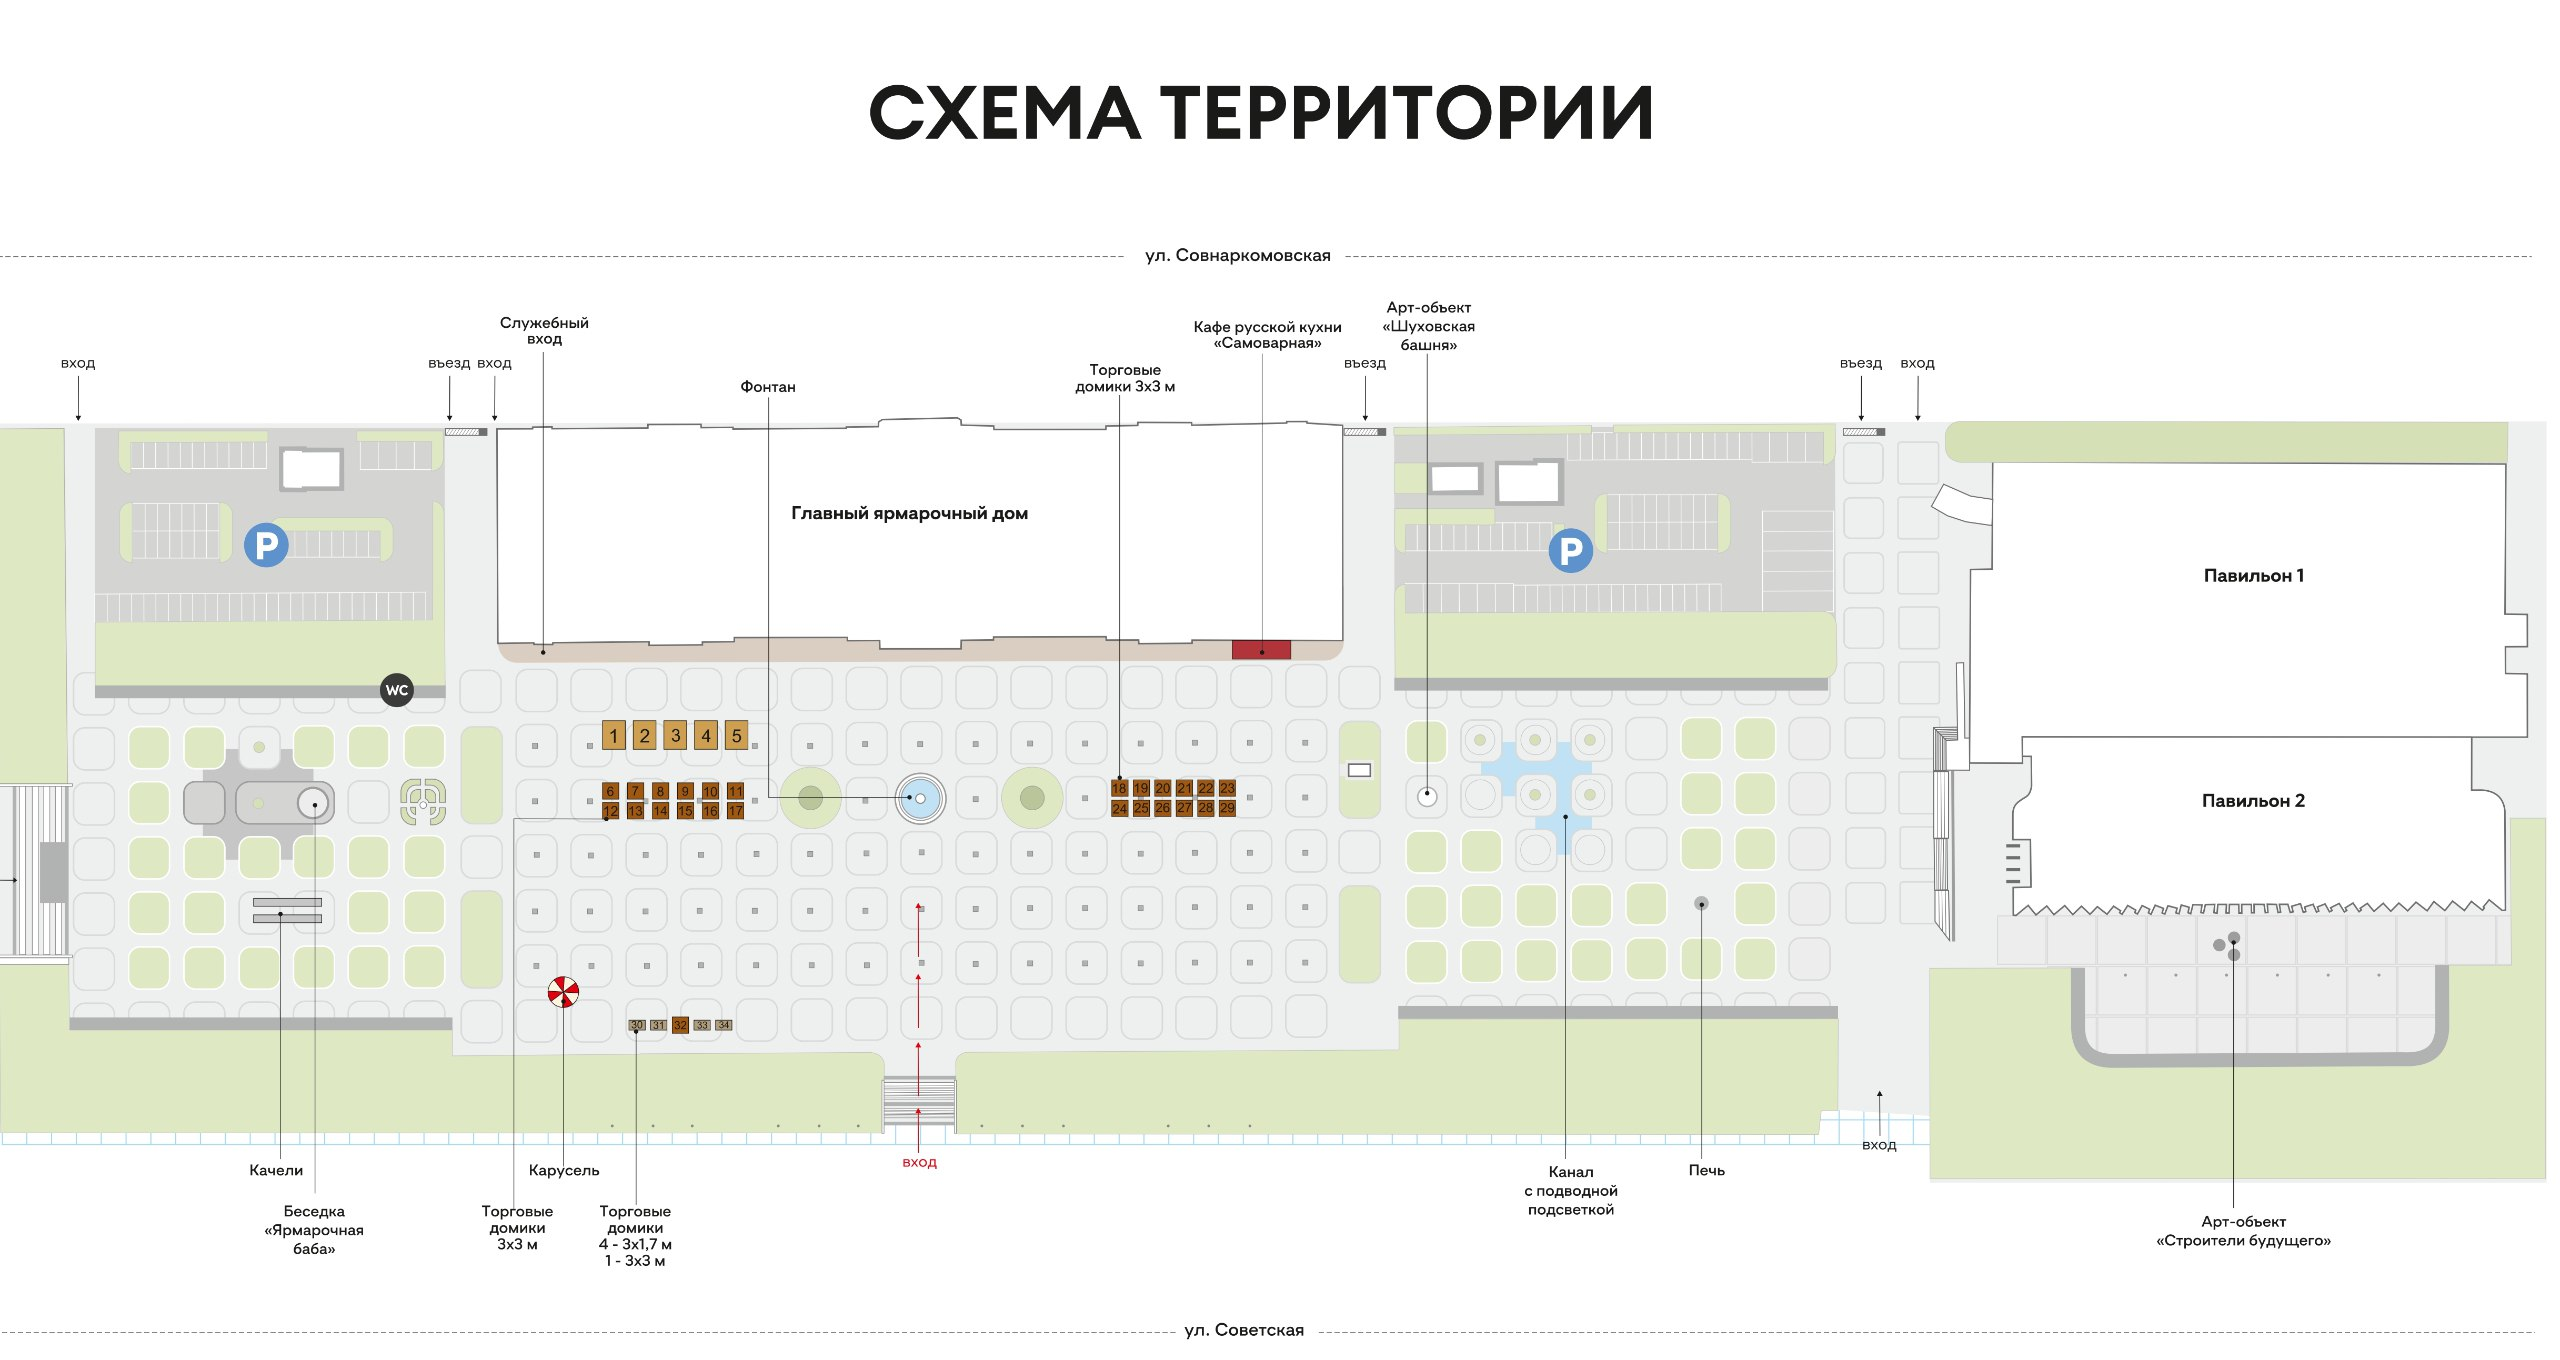 СХЕМА ТЕРРИТОРИИ
ул. Совнаркомовская
Служебный
вход
Кафе русской кухни
«Самоварная»
Арт-объект
«Шуховская
башня»
вход
въезд
вход
Фонтан
Торговые
домики 3х3 м
въезд
въезд
вход
Главный ярмарочный дом
P
P
Павильон 1
WC
1 2 3 4 5
6 7 8 9 10 11
12 13 14 15 16 17
18 19 20 21 22 23
24 25 26 27 28 29
Павильон 2
30 31 32 33 34
вход
вход
Качели
Карусель
Канал
с подводной
подсветкой
Печь
Беседка
«Ярмарочная
баба»
Торговые
домики
3х3 м
Торговые
домики
4 - 3х1,7 м
1 - 3х3 м
Арт-объект
«Строители будущего»
ул. Советская